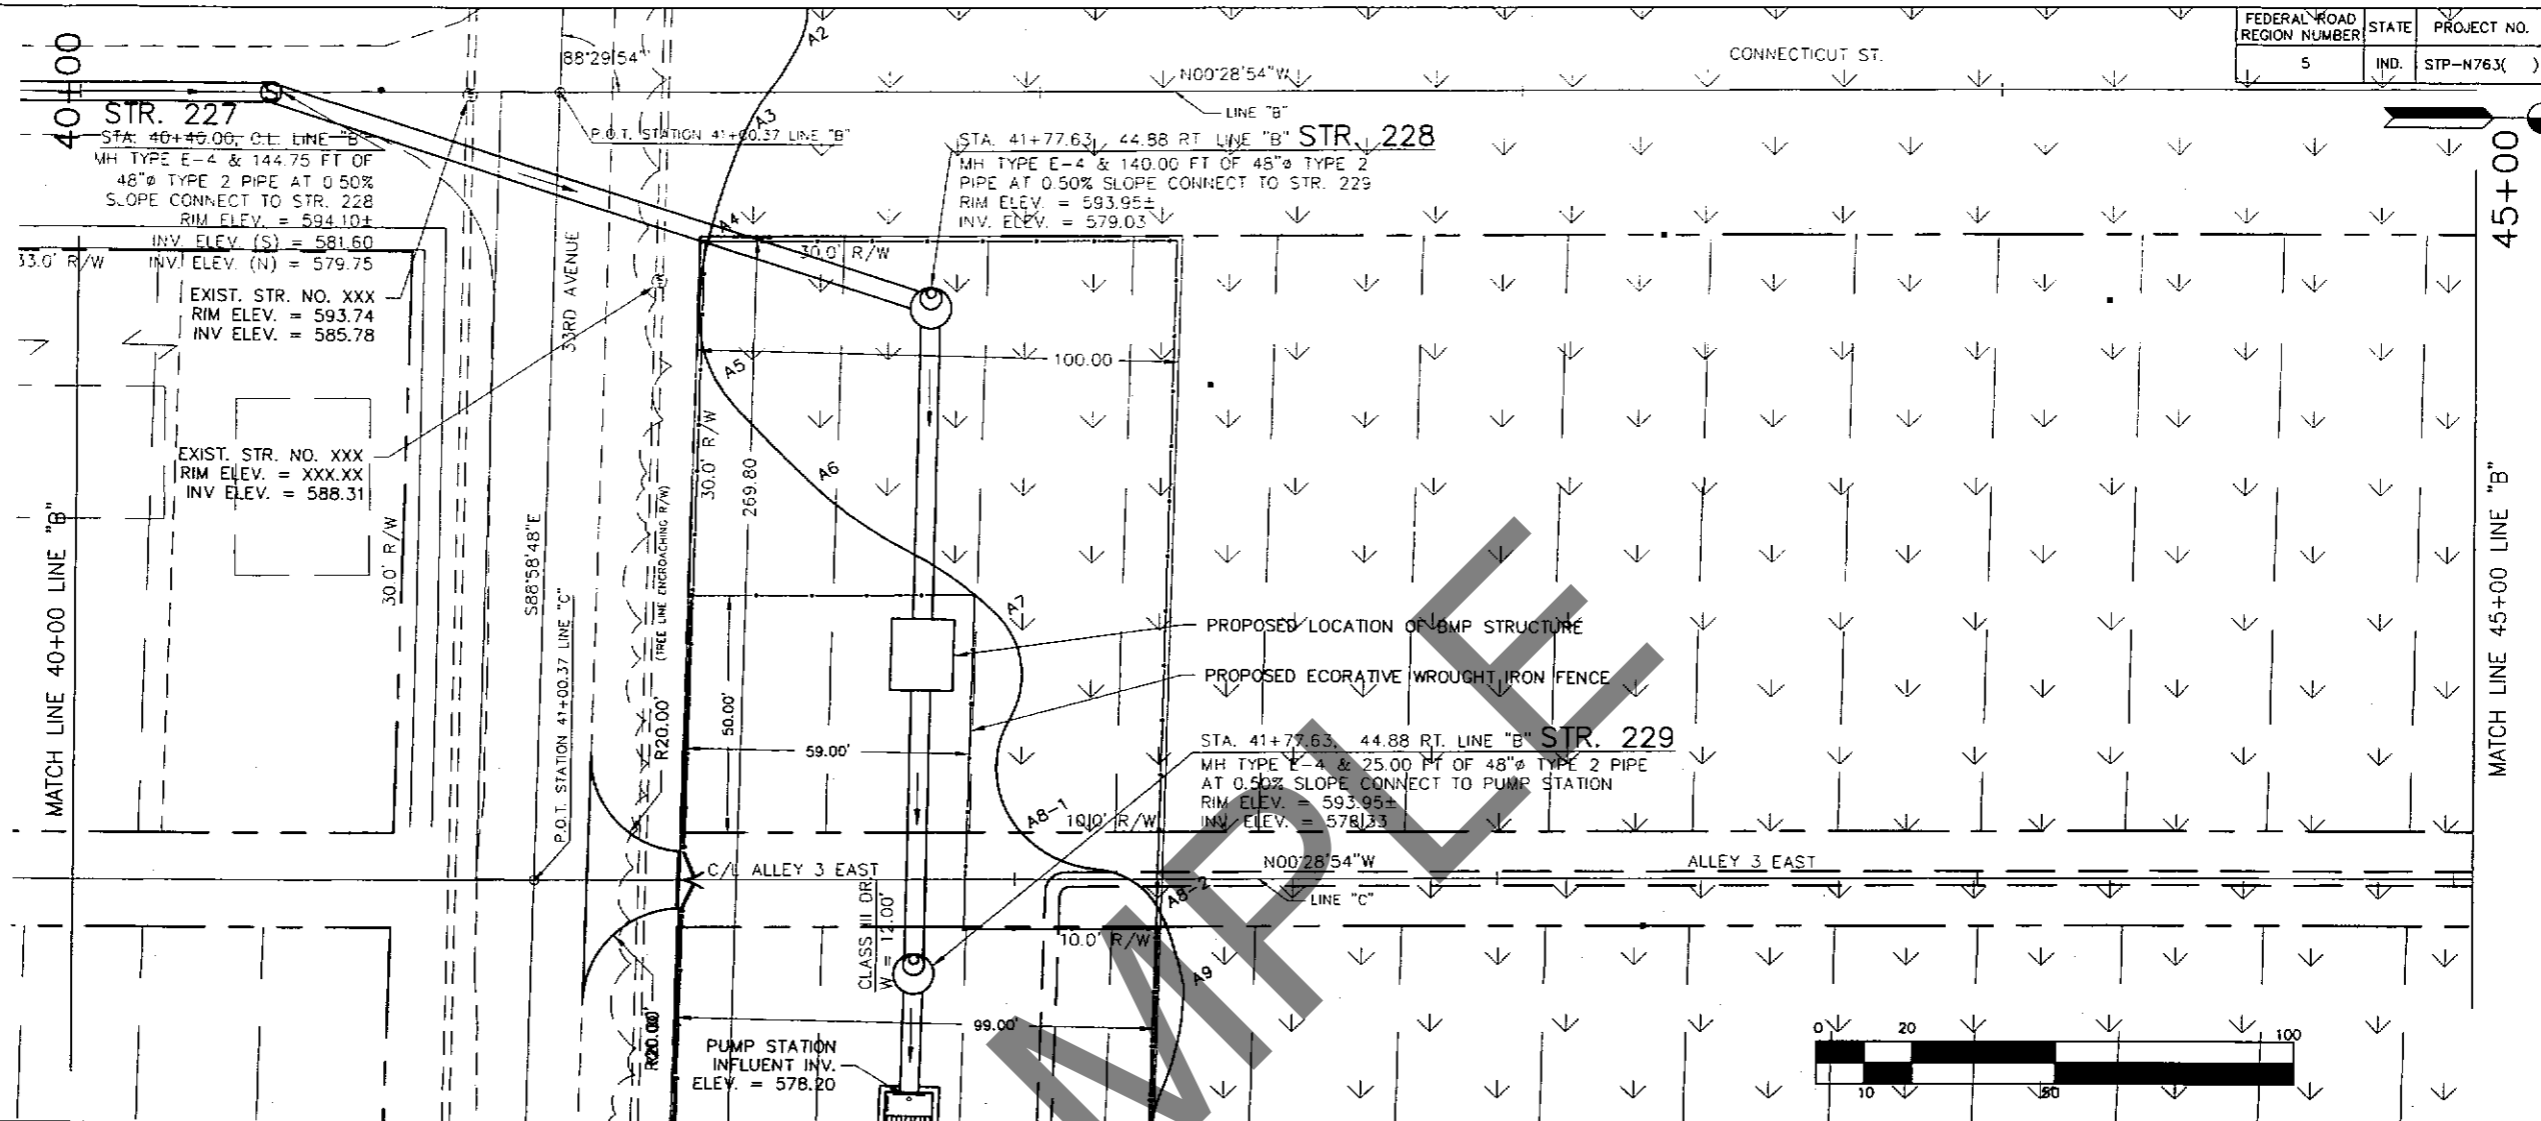 FEDERAL ROAD
REGION NUMBER
STATE
PROJECT NO.
5
IND.
STP-N763( )
CONNECTICUT ST.
N00°28'54"W
LINE "B"
40+00
45+00
88°29'54"
A2
A3
A4
A5
A6
A7
A8-1
A8-2
A9
STR. 227
STA. 40+40.00, C.L. LINE "B"
MH TYPE E-4 & 144.75 FT OF
48"ø TYPE 2 PIPE AT 0.50%
SLOPE CONNECT TO STR. 228
RIM ELEV. = 594.10±
INV. ELEV. (S) = 581.60
INV. ELEV. (N) = 579.75
33.0' R/W
P.O.T. STATION 41+00.37 LINE "B"
STA. 41+77.63, 44.88 RT. LINE "B" STR. 228
MH TYPE E-4 & 140.00 FT OF 48"ø TYPE 2
PIPE AT 0.50% SLOPE CONNECT TO STR. 229
RIM ELEV. = 593.95±
INV. ELEV. = 579.03
30.0' R/W
EXIST. STR. NO. XXX
RIM ELEV. = 593.74
INV ELEV. = 585.78
33RD AVENUE
100.00
EXIST. STR. NO. XXX
RIM ELEV. = XXX.XX
INV ELEV. = 588.31
30.0' R/W
269.80
30.0' R/W
S88°58'48"E
(TREE LINE ENCROACHING R/W)
P.O.T. STATION 41+00.37 LINE "C"
MATCH LINE 40+00 LINE "B"
MATCH LINE 45+00 LINE "B"
PROPOSED LOCATION OF BMP STRUCTURE
PROPOSED ECORATIVE WROUGHT IRON FENCE
R20.00'
50.00'
59.00'
STA. 41+77.63, 44.88 RT. LINE "B" STR. 229
MH TYPE E-4 & 25.00 FT OF 48"ø TYPE 2 PIPE
AT 0.50% SLOPE CONNECT TO PUMP STATION
RIM ELEV. = 593.95±
INV. ELEV. = 578.33
10.0' R/W
C/L ALLEY 3 EAST
N00°28'54"W
ALLEY 3 EAST
LINE "C"
CLASS III DR.
W = 12.00'
10.0' R/W
99.00'
R20.00'
PUMP STATION
INFLUENT INV.
ELEV. = 578.20
0
20
100
10
50
MPLE